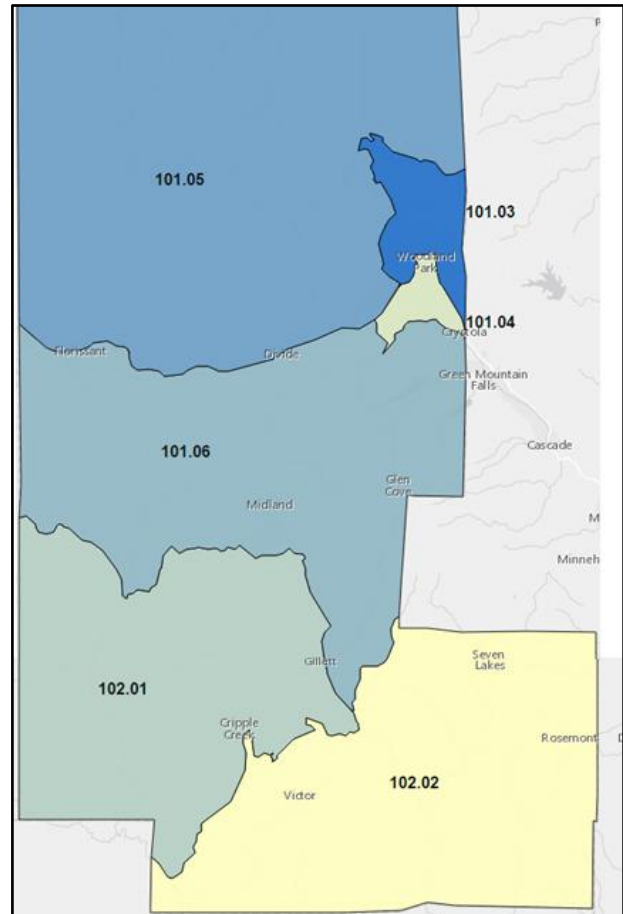 101.05
101.03
Woodland
Park
101.04
Crystola
Florissant
Divide
Green Mountain
Falls
101.06
Cascade
Glen
Cove
Midland
M
Minneh
Gillett
Seven
Lakes
102.01
Cripple
Creek
Rosemont
D
102.02
Victor